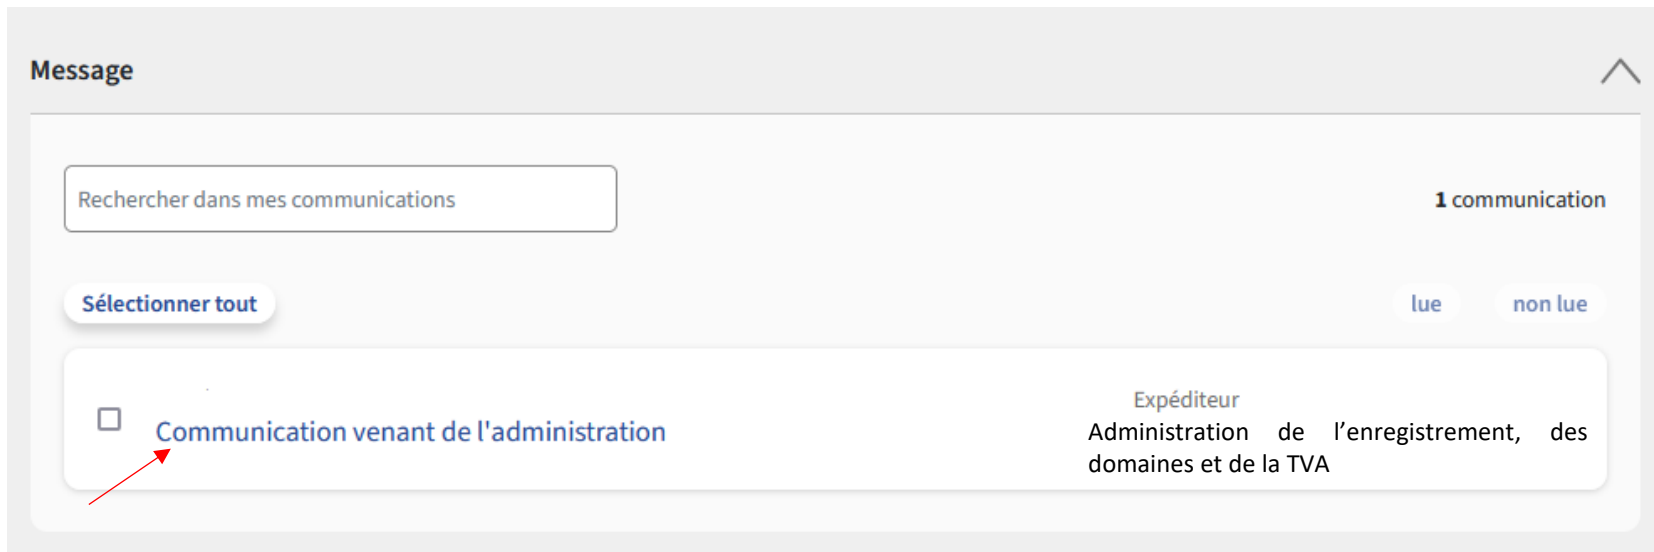 Message
Rechercher dans mes communications
1 communication
Sélectionner tout
lue
non lue
Expéditeur
Communication venant de l'administration
Administration de l’enregistrement, des
domaines et de la TVA